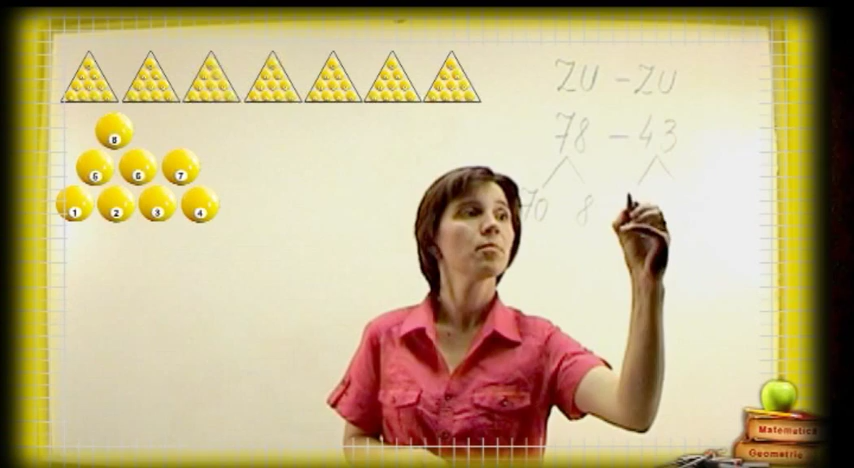 ZU - ZU
78 - 43
70 8
8
5 6 7
1 2 3 4
Matematica
Geometrie